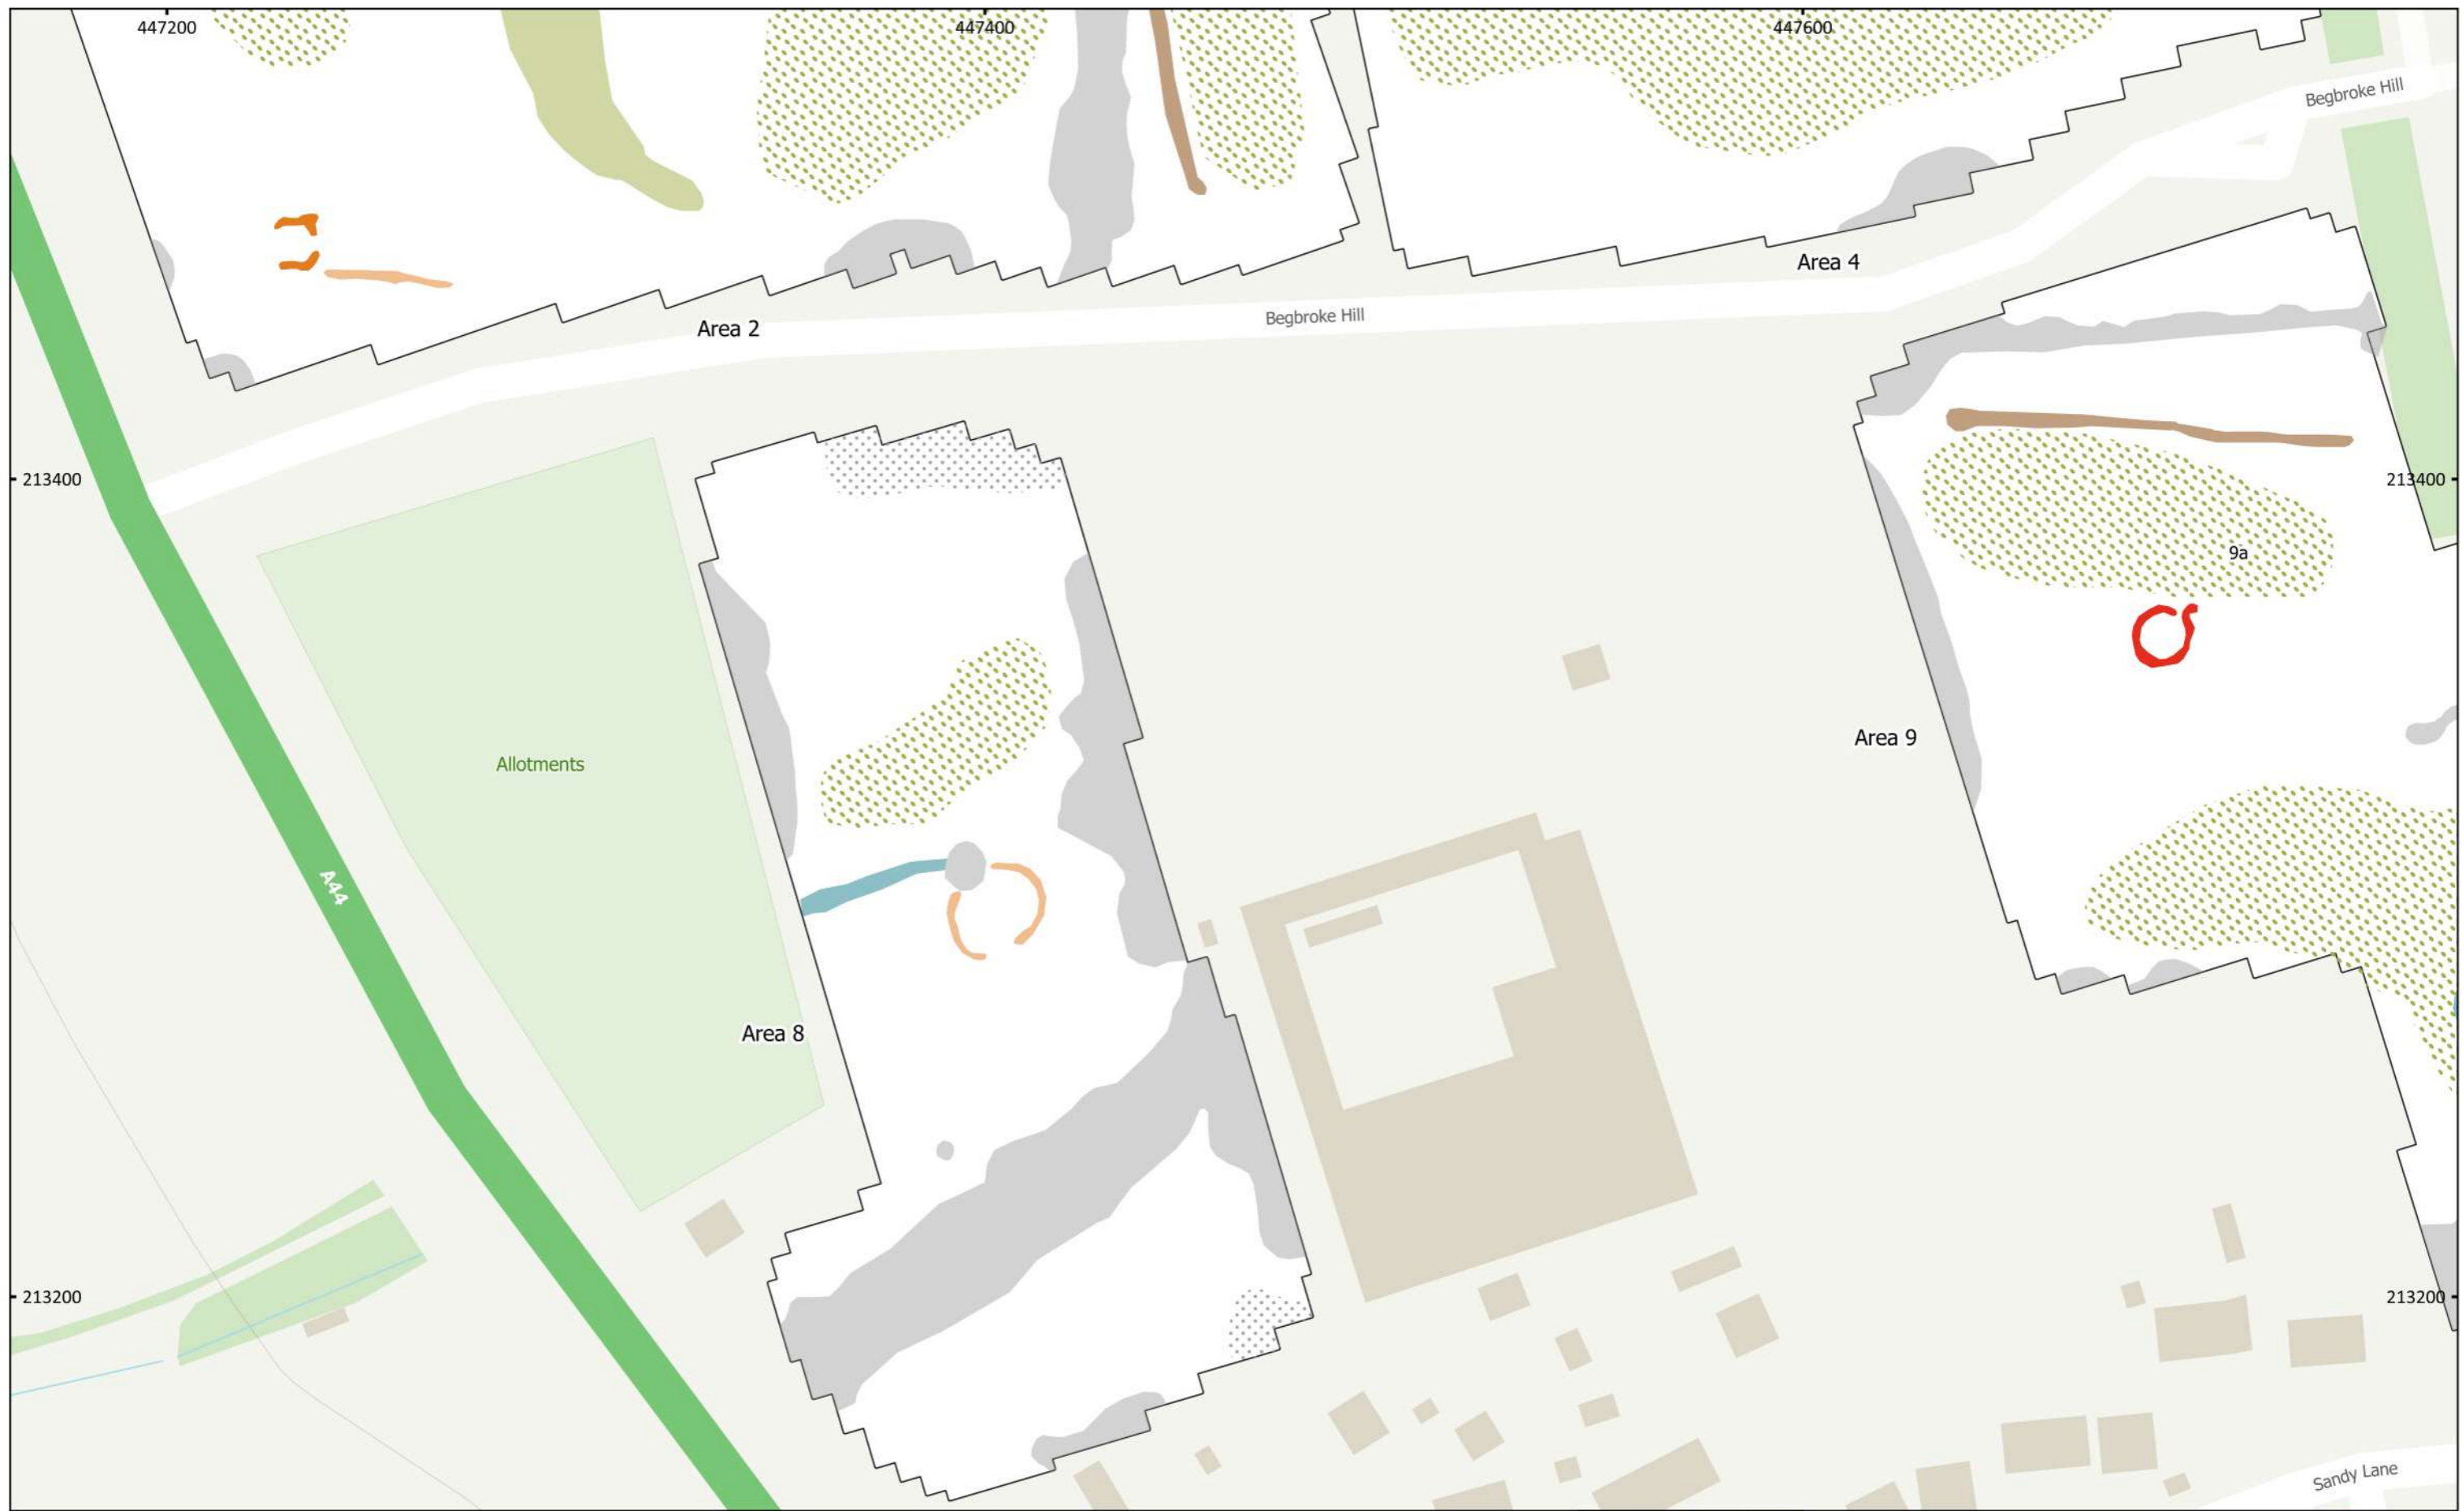 447200
447400
447600
Begbroke Hill
Area 4
Begbroke Hill
Area 2
213400
213400
9a
Area 9
Allotments
A44
Area 8
213200
213200
Sandy Lane